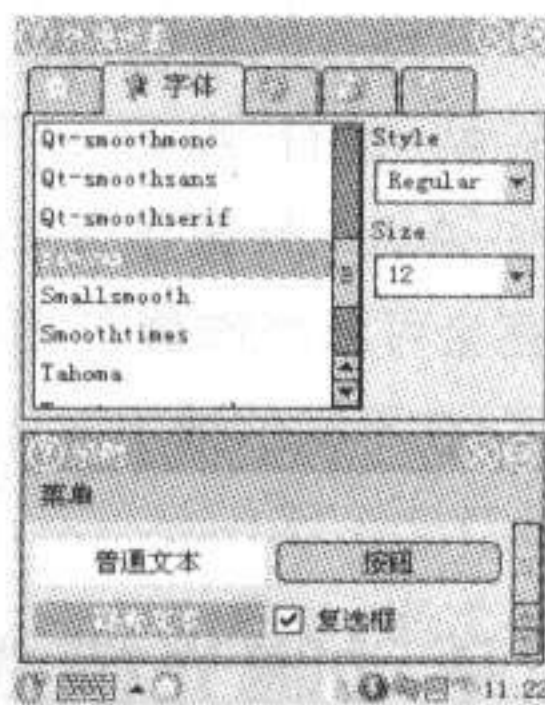 字体
Qt-smoothmono
Qt-smoothsans
Qt-smoothserif
Smallsmooth
Smoothtimes
Tahoma
Style
Regular
Size
12
菜单
普通文本
按钮
复选框
11:22